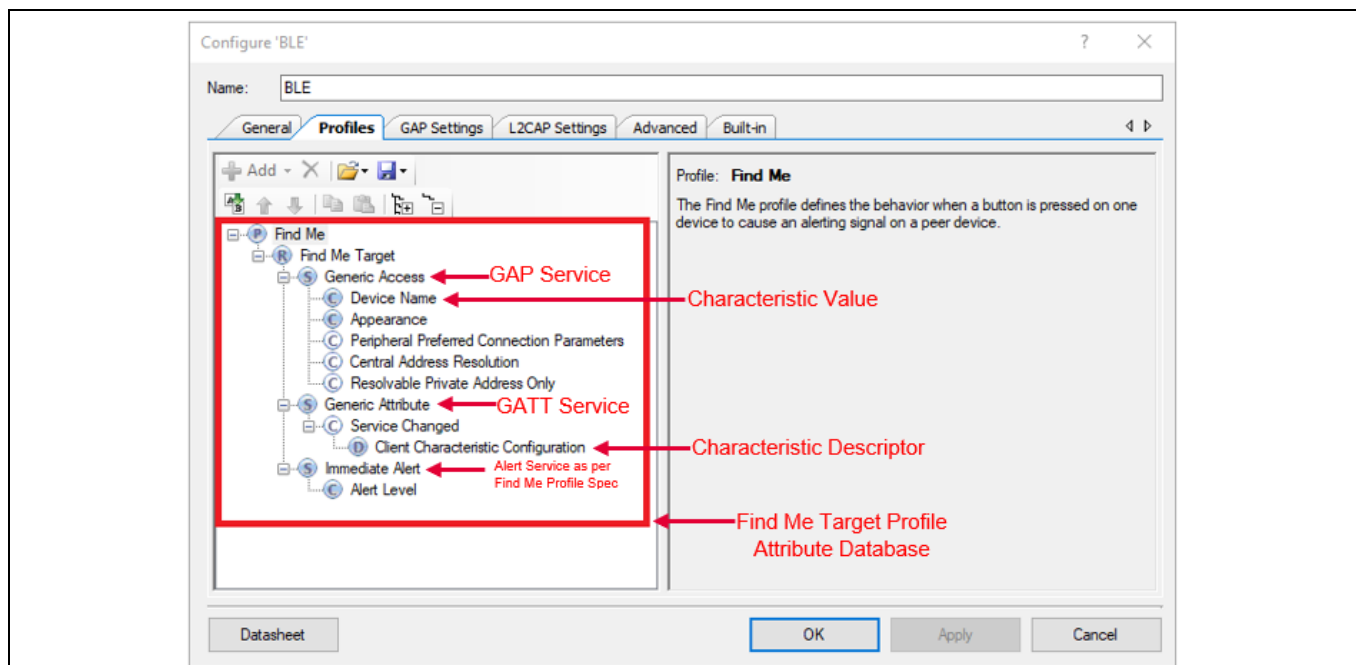 Configure 'BLE'
Name: BLE
General Profiles GAP Settings L2CAP Settings Advanced Built-in
Add
Profile: Find Me
The Find Me profile defines the behavior when a button is pressed on one
device to cause an alerting signal on a peer device.
P Find Me
R Find Me Target
S Generic Access GAP Service
C Device Name Characteristic Value
C Appearance
C Peripheral Preferred Connection Parameters
C Central Address Resolution
C Resolvable Private Address Only
S Generic Attribute GATT Service
C Service Changed
D Client Characteristic Configuration Characteristic Descriptor
S Immediate Alert Alert Service as per
Find Me Profile Spec
C Alert Level
Find Me Target Profile
Attribute Database
Datasheet OK Apply Cancel